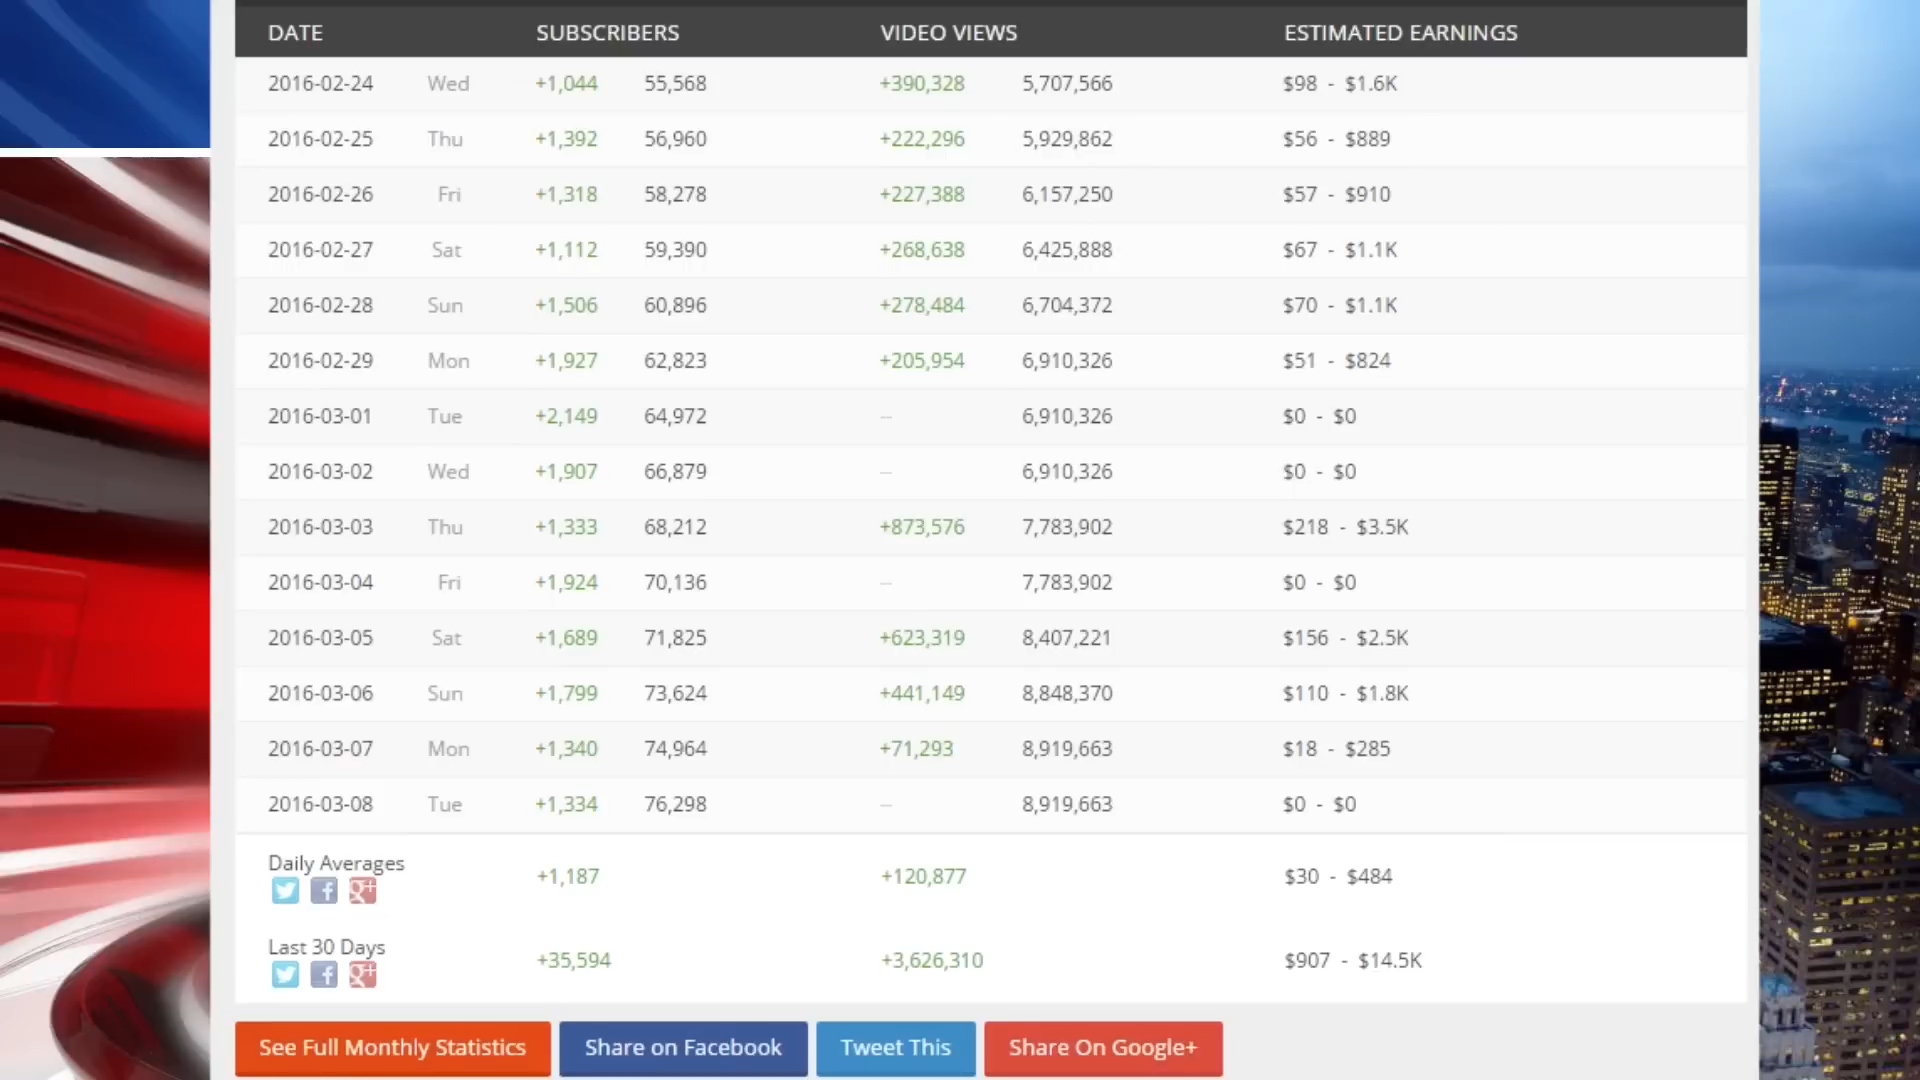 DATE SUBSCRIBERS VIDEO VIEWS ESTIMATED EARNINGS
2016-02-24 Wed +1,044 55,568 +390,328 5,707,566 $98 - $1.6K
2016-02-25 Thu +1,392 56,960 +222,296 5,929,862 $56 - $889
2016-02-26 Fri +1,318 58,278 +227,388 6,157,250 $57 - $910
2016-02-27 Sat +1,112 59,390 +268,638 6,425,888 $67 - $1.1K
2016-02-28 Sun +1,506 60,896 +278,484 6,704,372 $70 - $1.1K
2016-02-29 Mon +1,927 62,823 +205,954 6,910,326 $51 - $824
2016-03-01 Tue +2,149 64,972 -- 6,910,326 $0 - $0
2016-03-02 Wed +1,907 66,879 -- 6,910,326 $0 - $0
2016-03-03 Thu +1,333 68,212 +873,576 7,783,902 $218 - $3.5K
2016-03-04 Fri +1,924 70,136 -- 7,783,902 $0 - $0
2016-03-05 Sat +1,689 71,825 +623,319 8,407,221 $156 - $2.5K
2016-03-06 Sun +1,799 73,624 +441,149 8,848,370 $110 - $1.8K
2016-03-07 Mon +1,340 74,964 +71,293 8,919,663 $18 - $285
2016-03-08 Tue +1,334 76,298 -- 8,919,663 $0 - $0
Daily Averages +1,187 +120,877 $30 - $484
Last 30 Days +35,594 +3,626,310 $907 - $14.5K
See Full Monthly Statistics Share on Facebook Tweet This Share On Google+